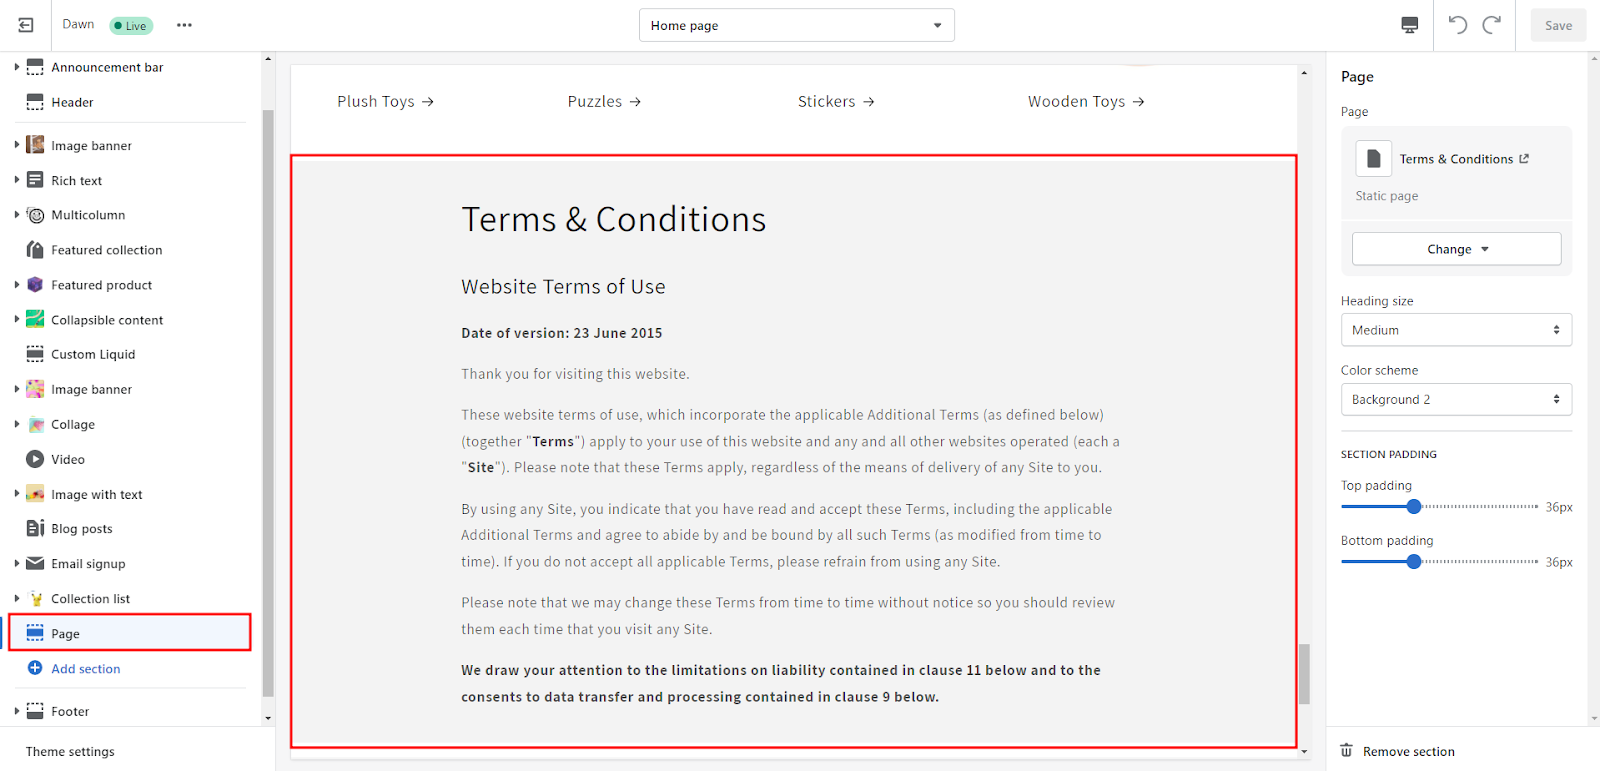 Dawn
Live
Home page
Save
Announcement bar
Header
Image banner
Rich text
Multicolumn
Featured collection
Featured product
Collapsible content
Custom Liquid
Image banner
Collage
Video
Image with text
Blog posts
Email signup
Collection list
Page
Add section
Footer
Theme settings
Plush Toys →
Puzzles →
Stickers →
Wooden Toys →
Terms & Conditions
Website Terms of Use
Date of version: 23 June 2015
Thank you for visiting this website.
These website terms of use, which incorporate the applicable Additional Terms (as defined below)
(together "Terms") apply to your use of this website and any and all other websites operated (each a
"Site"). Please note that these Terms apply, regardless of the means of delivery of any Site to you.
By using any Site, you indicate that you have read and accept these Terms, including the applicable
Additional Terms and agree to abide by and be bound by all such Terms (as modified from time to
time). If you do not accept all applicable Terms, please refrain from using any Site.
Please note that we may change these Terms from time to time without notice so you should review
them each time that you visit any Site.
We draw your attention to the limitations on liability contained in clause 11 below and to the
consents to data transfer and processing contained in clause 9 below.
Page
Page
Terms & Conditions
Static page
Change
Heading size
Medium
Color scheme
Background 2
SECTION PADDING
Top padding
36px
Bottom padding
36px
Remove section